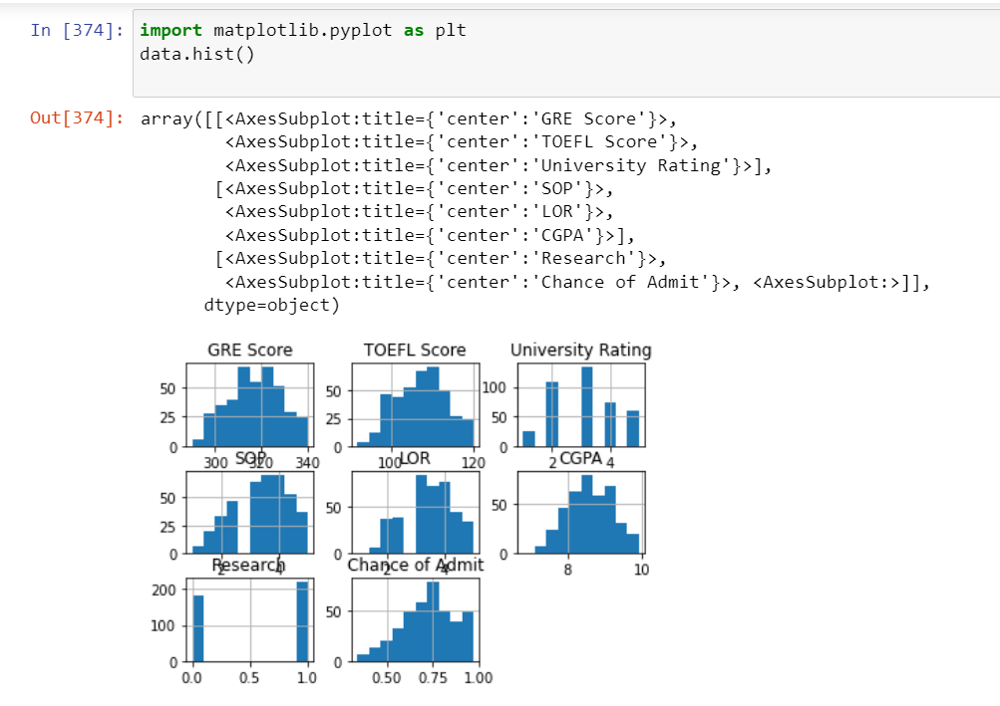 In [374]: import matplotlib.pyplot as plt
data.hist()
Out[374]: array([[<AxesSubplot:title={'center':'GRE Score'}>,
<AxesSubplot:title={'center':'TOEFL Score'}>,
<AxesSubplot:title={'center':'University Rating'}>],
[<AxesSubplot:title={'center':'SOP'}>,
<AxesSubplot:title={'center':'LOR'}>,
<AxesSubplot:title={'center':'CGPA'}>],
[<AxesSubplot:title={'center':'Research'}>,
<AxesSubplot:title={'center':'Chance of Admit'}>, <AxesSubplot:>]],
dtype=object)
GRE Score TOEFL Score University Rating
50 50 100
25 25 50
0 0 0
300 320 340 100 120 2 4
SOP LOR CGPA
50 50 50
25
0 0 0
2 4 2 4 8 10
Research Chance of Admit
200 50
100
0 0
0.0 0.5 1.0 0.50 0.75 1.00